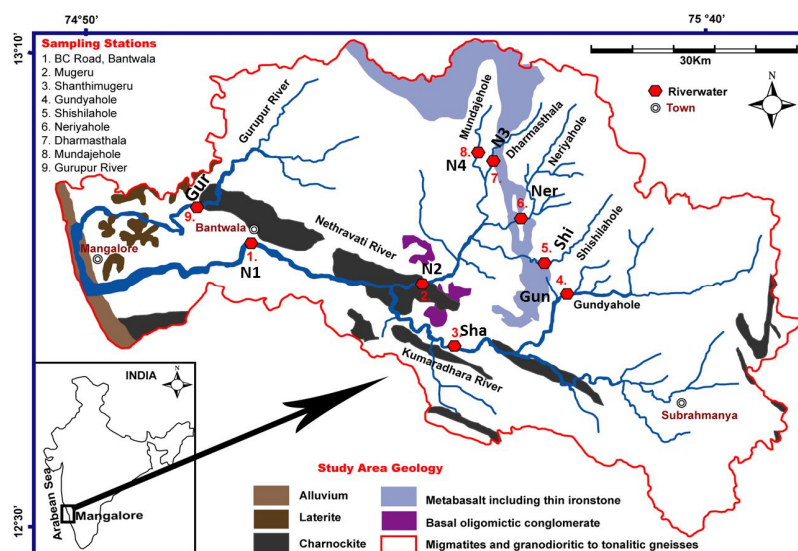 74°50'
75°40'
13°10'
12°30'
Sampling Stations
1. BC Road, Bantwala
2. Mugeru
3. Shanthimugeru
4. Gundyahole
5. Shishilahole
6. Neriyahole
7. Dharmasthala
8. Mundajehole
9. Gurupur River
30Km
Riverwater
Town
N
Gurupur River
Mundajehole
N3
Dharmasthala
Neriyahole
8.
N4
7.
Gur
9.
Ner
6.
Bantwala
Nethravati River
Shi
5.
Shishilahole
Mangalore
1.
N1
N2
2.
Gun
4.
Gundyahole
3.
Sha
Kumaradhara River
Subrahmanya
INDIA
N
Arabean Sea
Mangalore
Study Area Geology
Alluvium
Laterite
Charnockite
Metabasalt including thin ironstone
Basal oligomictic conglomerate
Migmatites and granodioritic to tonalitic gneisses